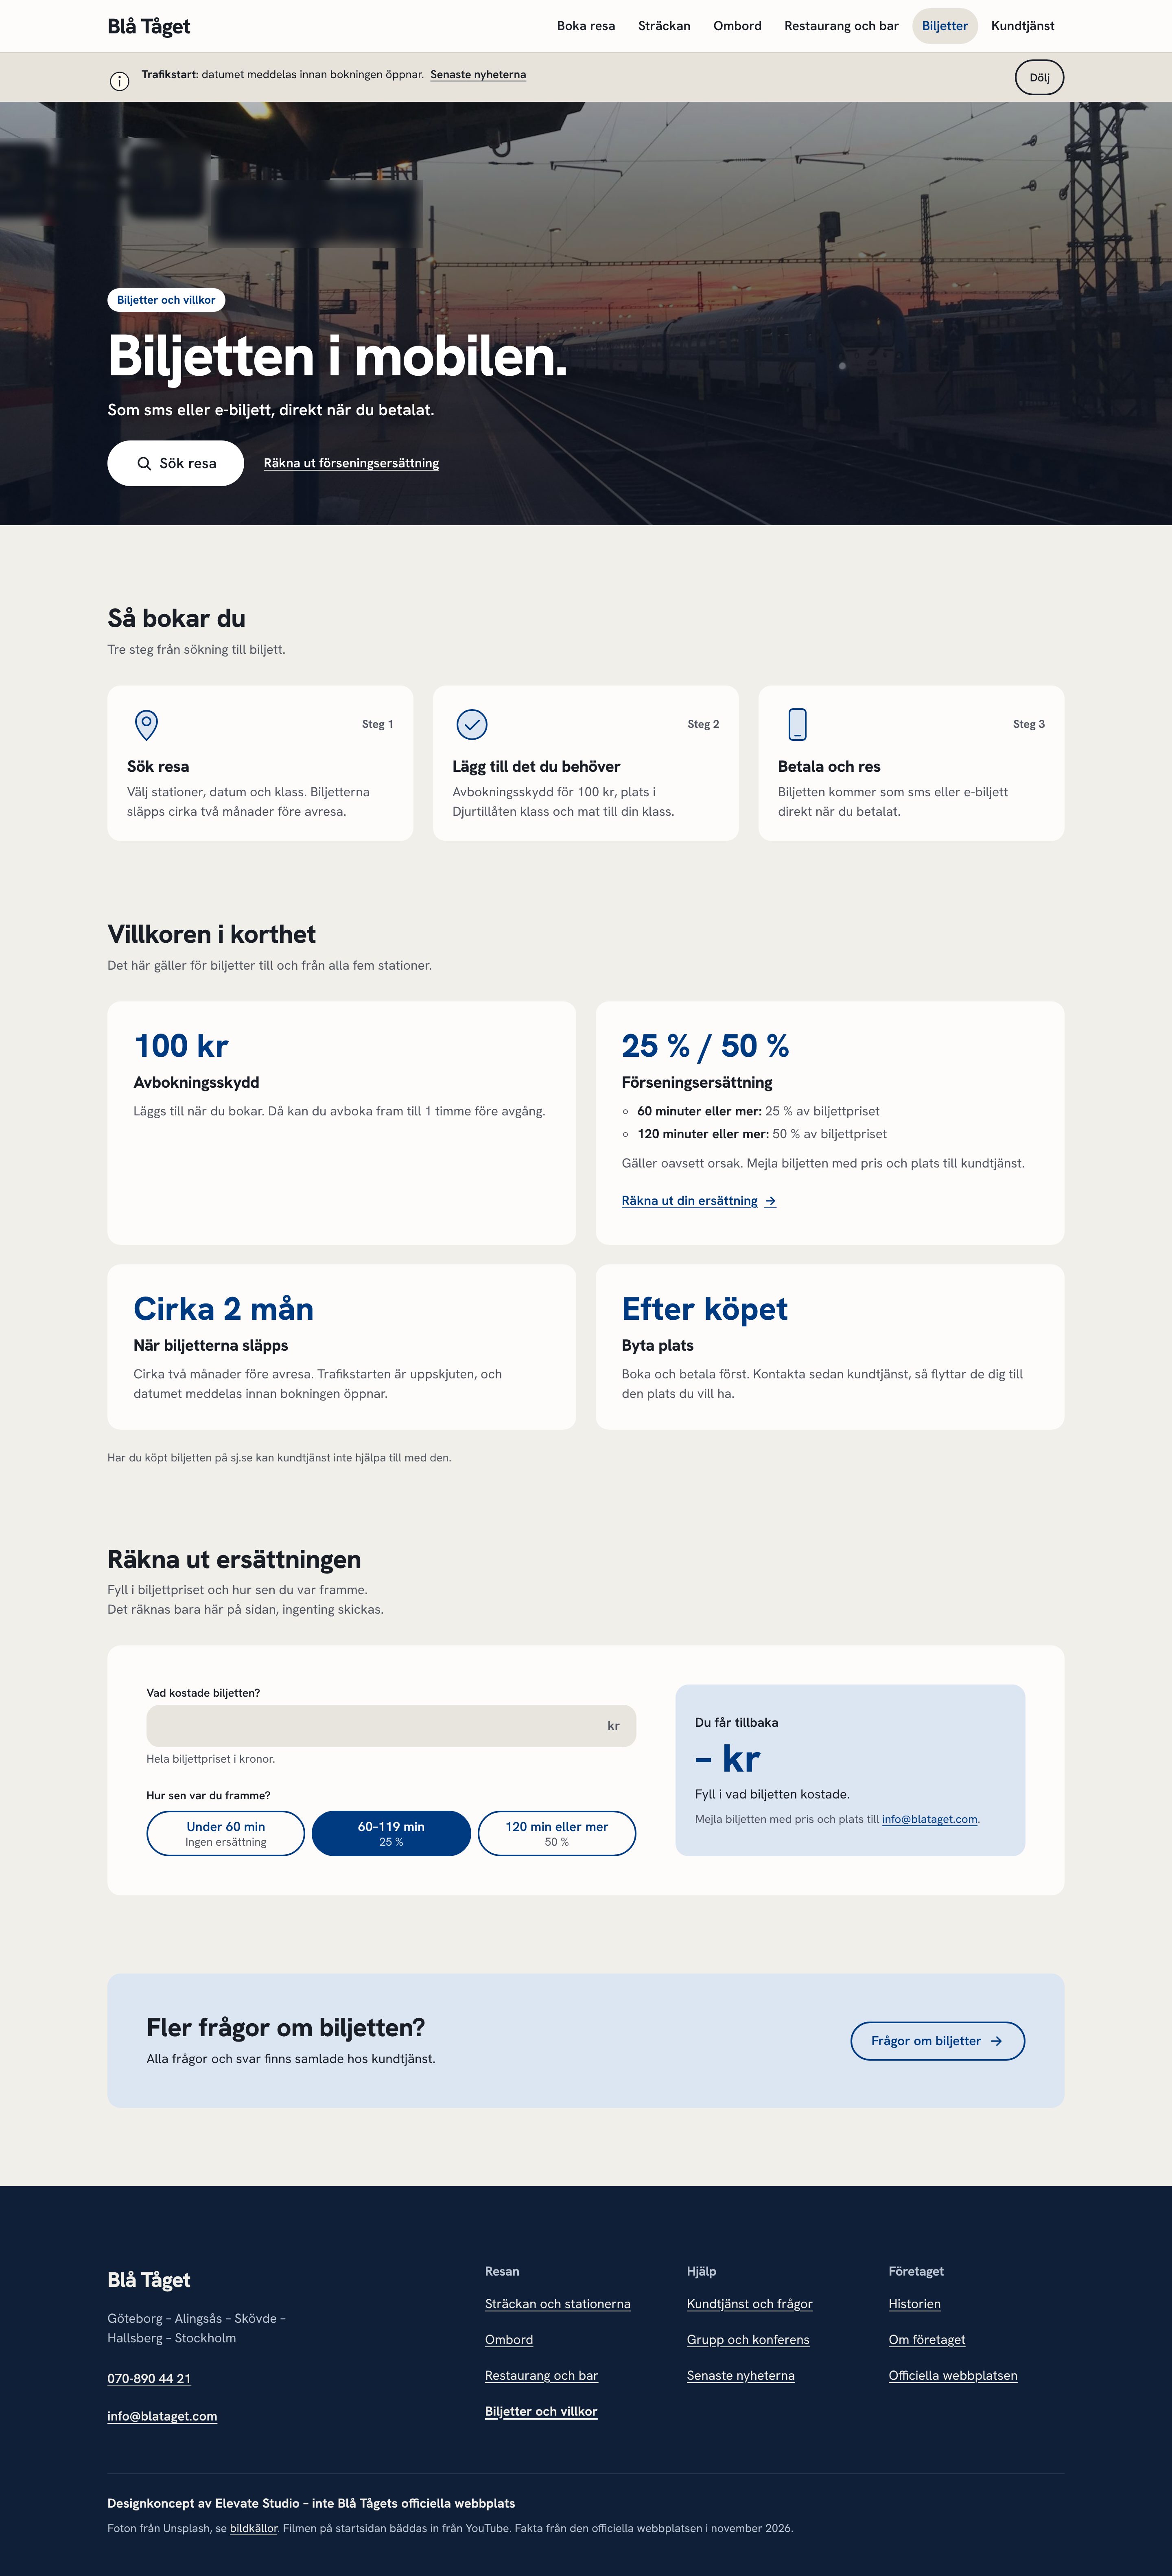 Blå Tåget
Boka resa Sträckan Ombord Restaurang och bar Biljetter Kundtjänst
Trafikstart: datumet meddelas innan bokningen öppnar. Senaste nyheterna
Dölj
Biljetter och villkor
Biljetten i mobilen.
Som sms eller e-biljett, direkt när du betalat.
Sök resa
Räkna ut förseningsersättning
Så bokar du
Tre steg från sökning till biljett.
Steg 1
Sök resa
Välj stationer, datum och klass. Biljetterna
släpps cirka två månader före avresa.
Steg 2
Lägg till det du behöver
Avbokningsskydd för 100 kr, plats i
Djurtillåten klass och mat till din klass.
Steg 3
Betala och res
Biljetten kommer som sms eller e-biljett
direkt när du betalat.
Villkoren i korthet
Det här gäller för biljetter till och från alla fem stationer.
100 kr
Avbokningsskydd
Läggs till när du bokar. Då kan du avboka fram till 1 timme före avgång.
25 % / 50 %
Förseningsersättning
60 minuter eller mer: 25 % av biljettpriset
120 minuter eller mer: 50 % av biljettpriset
Gäller oavsett orsak. Mejla biljetten med pris och plats till kundtjänst.
Räkna ut din ersättning →
Cirka 2 mån
När biljetterna släpps
Cirka två månader före avresa. Trafikstarten är uppskjuten, och
datumet meddelas innan bokningen öppnar.
Efter köpet
Byta plats
Boka och betala först. Kontakta sedan kundtjänst, så flyttar de dig till
den plats du vill ha.
Har du köpt biljetten på sj.se kan kundtjänst inte hjälpa till med den.
Räkna ut ersättningen
Fyll i biljettpriset och hur sen du var framme.
Det räknas bara här på sidan, ingenting skickas.
Vad kostade biljetten?
kr
Hela biljettpriset i kronor.
Hur sen var du framme?
Under 60 min
Ingen ersättning
60–119 min
25 %
120 min eller mer
50 %
Du får tillbaka
– kr
Fyll i vad biljetten kostade.
Mejla biljetten med pris och plats till info@blataget.com.
Fler frågor om biljetten?
Alla frågor och svar finns samlade hos kundtjänst.
Frågor om biljetter →
Blå Tåget
Göteborg – Alingsås – Skövde –
Hallsberg – Stockholm
070-890 44 21
info@blataget.com
Resan
Sträckan och stationerna
Ombord
Restaurang och bar
Biljetter och villkor
Hjälp
Kundtjänst och frågor
Grupp och konferens
Senaste nyheterna
Företaget
Historien
Om företaget
Officiella webbplatsen
Designkoncept av Elevate Studio – inte Blå Tågets officiella webbplats
Foton från Unsplash, se bildkällor. Filmen på startsidan bäddas in från YouTube. Fakta från den officiella webbplatsen i november 2026.